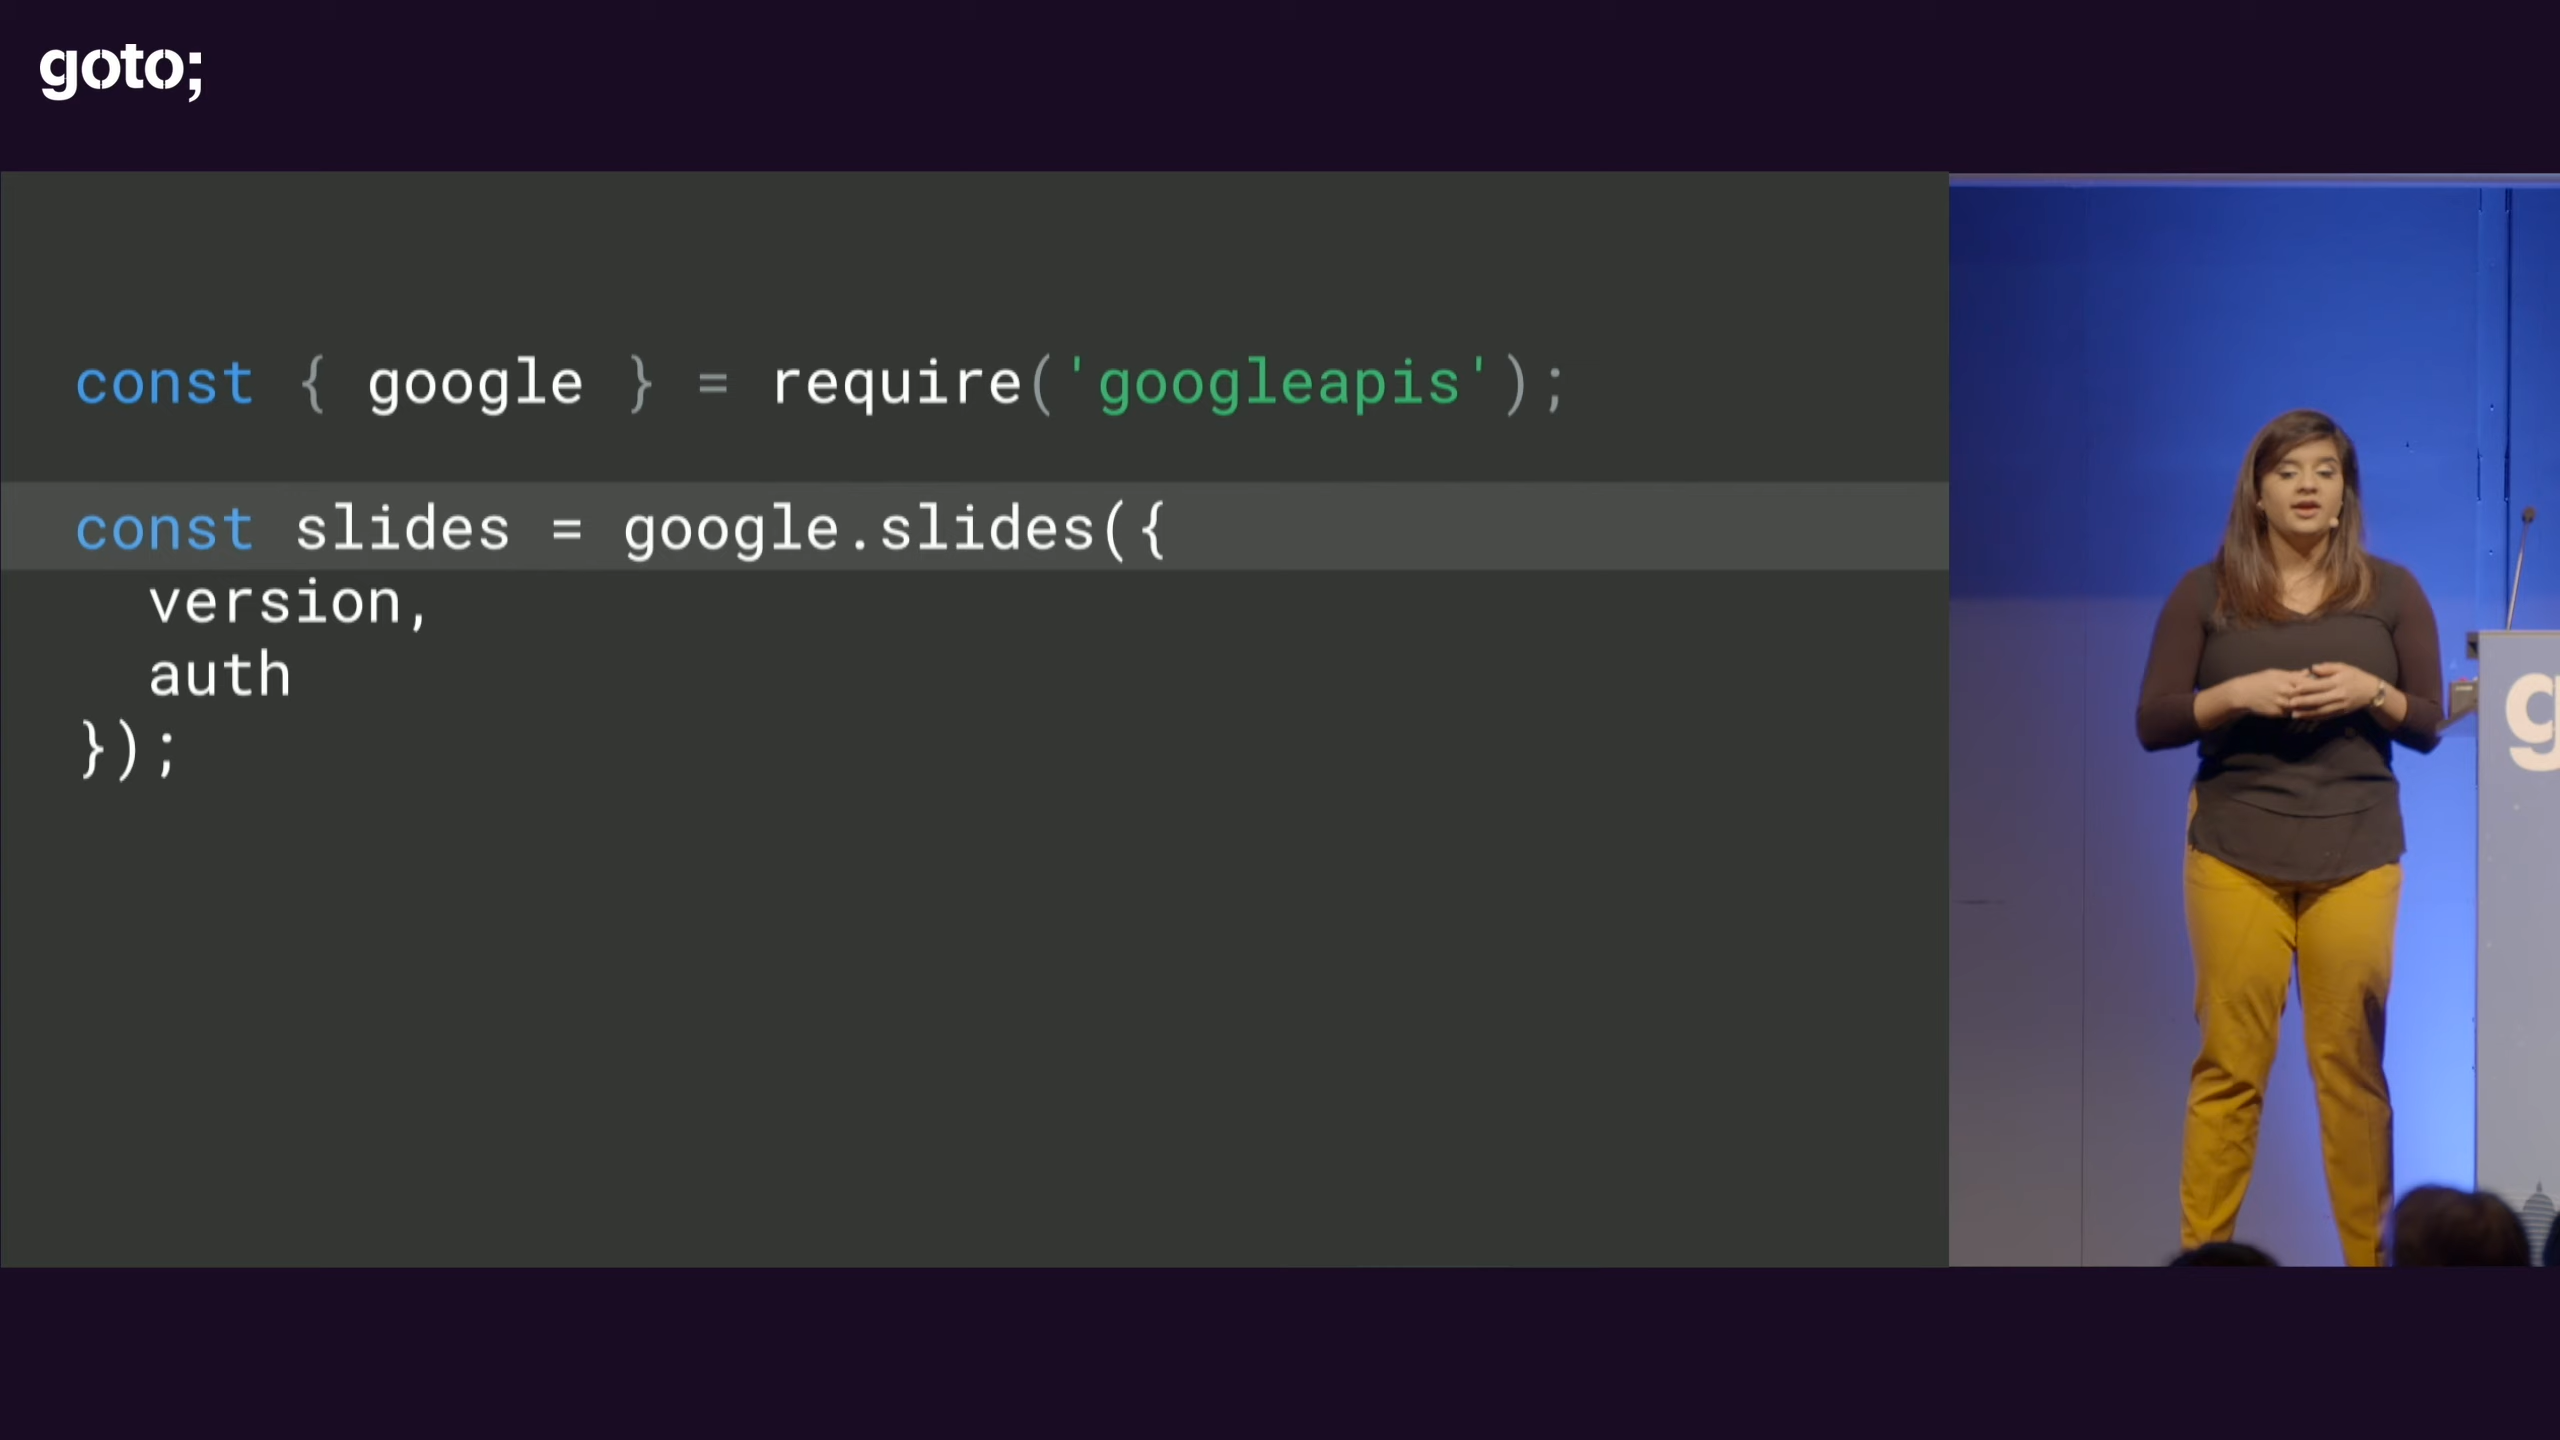 goto;
const { google } = require('googleapis');
const slides = google.slides({
  version,
  auth
});
g